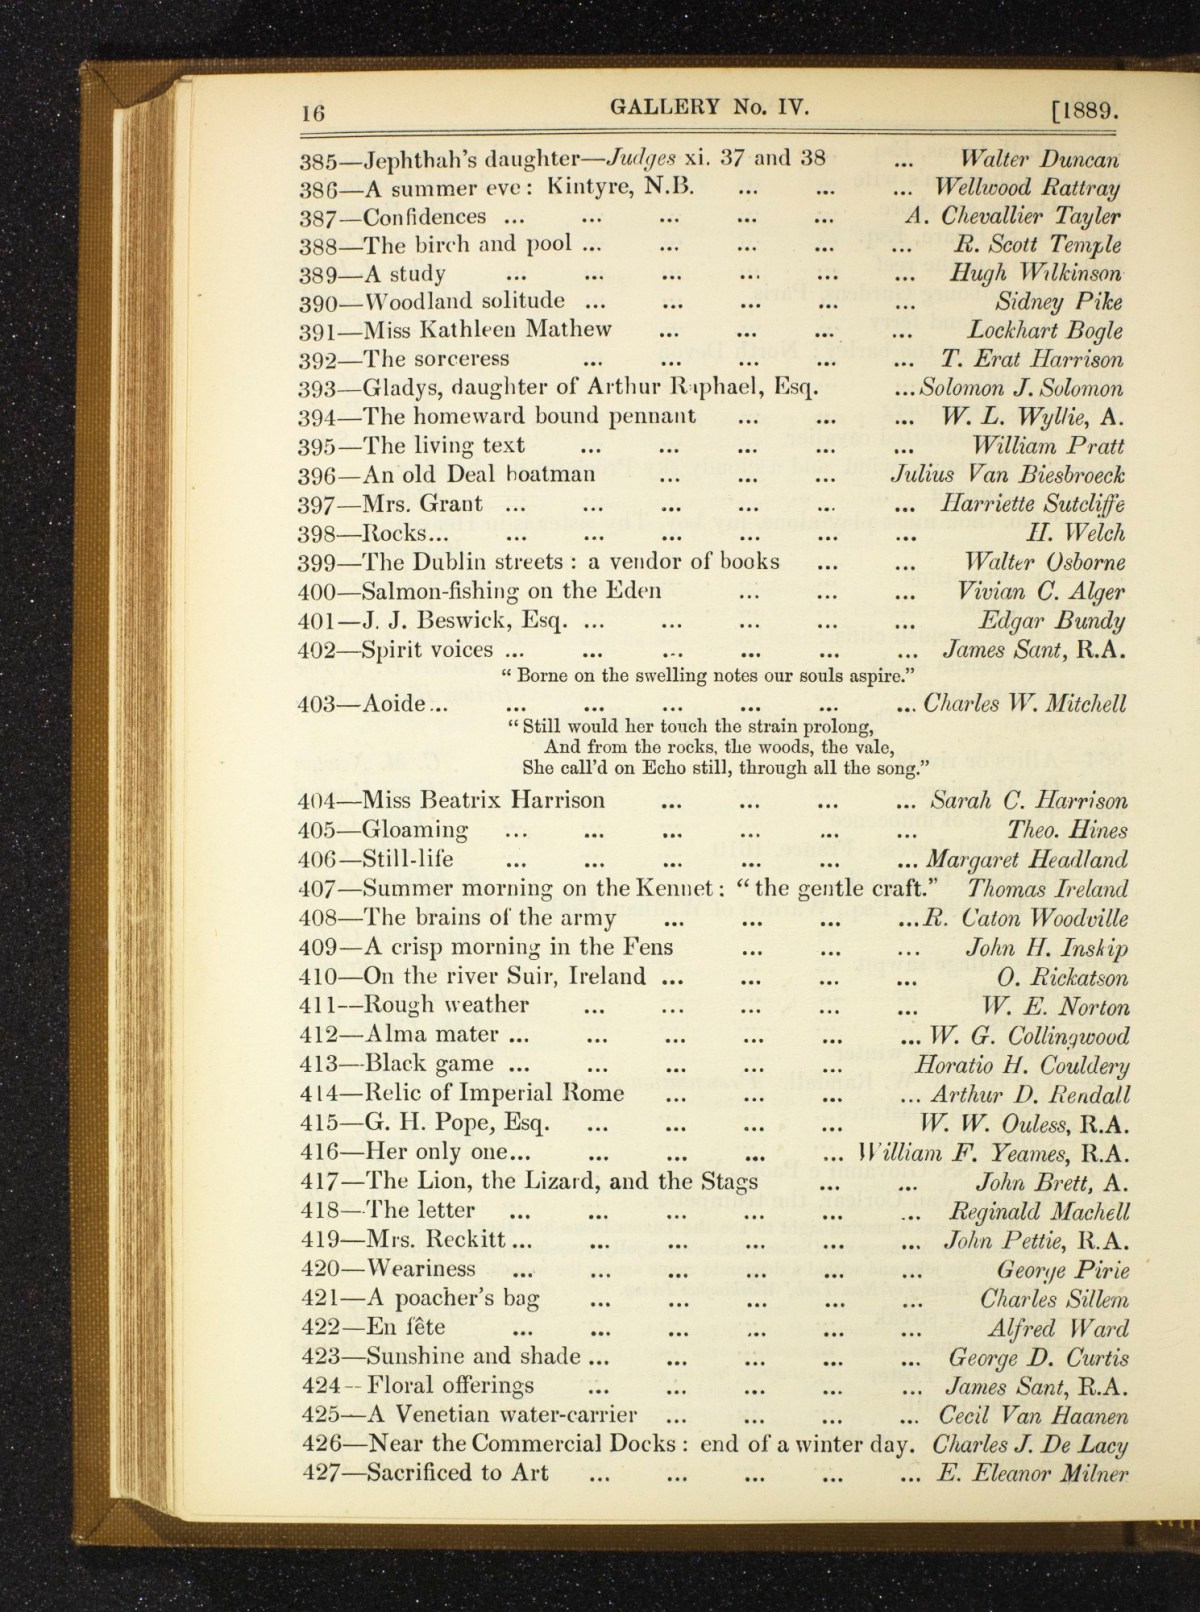 16 GALLERY No. IV. [1889.
385—Jephthah's daughter—Judges xi. 37 and 38 ... Walter Duncan
386—A summer eve: Kintyre, N.B. ... ... ... Wellwood Rattray
387—Confidences ... ... ... ... ... A. Chevallier Tayler
388—The birch and pool ... ... ... ... ... R. Scott Temple
389—A study ... ... ... ... ... ... Hugh Wilkinson
390—Woodland solitude ... ... ... ... ... Sidney Pike
391—Miss Kathleen Mathew ... ... ... ... Lockhart Bogle
392—The sorceress ... ... ... ... ... T. Erat Harrison
393—Gladys, daughter of Arthur Raphael, Esq. ... Solomon J. Solomon
394—The homeward bound pennant ... ... ... W. L. Wyllie, A.
395—The living text ... ... ... ... ... William Pratt
396—An old Deal boatman ... ... ... Julius Van Biesbroeck
397—Mrs. Grant ... ... ... ... ... ... Harriette Sutcliffe
398—Rocks... ... ... ... ... ... ... H. Welch
399—The Dublin streets: a vendor of books ... ... Walter Osborne
400—Salmon-fishing on the Eden ... ... ... Vivian C. Alger
401—J. J. Beswick, Esq. ... ... ... ... ... Edgar Bundy
402—Spirit voices ... ... ... ... ... ... James Sant, R.A.
" Borne on the swelling notes our souls aspire."
403—Aoide... ... ... ... ... ... ... Charles W. Mitchell
" Still would her touch the strain prolong,
And from the rocks, the woods, the vale,
She call'd on Echo still, through all the song."
404—Miss Beatrix Harrison ... ... ... ... Sarah C. Harrison
405—Gloaming ... ... ... ... ... ... Theo. Hines
406—Still-life ... ... ... ... ... ... Margaret Headland
407—Summer morning on the Kennet: " the gentle craft." Thomas Ireland
408—The brains of the army ... ... ... ...R. Caton Woodville
409—A crisp morning in the Fens ... ... ... John H. Inskip
410—On the river Suir, Ireland ... ... ... ... O. Rickatson
411—Rough weather ... ... ... ... ... W. E. Norton
412—Alma mater ... ... ... ... ... ... W. G. Collingwood
413—Black game ... ... ... ... ... Horatio H. Couldery
414—Relic of Imperial Rome ... ... ... ... Arthur D. Rendall
415—G. H. Pope, Esq. ... ... ... ... W. W. Ouless, R.A.
416—Her only one... ... ... ... ... William F. Yeames, R.A.
417—The Lion, the Lizard, and the Stags ... ... John Brett, A.
418—The letter ... ... ... ... ... ... Reginald Machell
419—Mrs. Reckitt ... ... ... ... ... ... John Pettie, R.A.
420—Weariness ... ... ... ... ... ... George Pirie
421—A poacher's bag ... ... ... ... ... Charles Sillem
422—En fête ... ... ... ... ... ... Alfred Ward
423—Sunshine and shade ... ... ... ... ... George D. Curtis
424—Floral offerings ... ... ... ... ... James Sant, R.A.
425—A Venetian water-carrier ... ... ... ... Cecil Van Haanen
426—Near the Commercial Docks: end of a winter day. Charles J. De Lacy
427—Sacrificed to Art ... ... ... ... ... E. Eleanor Milner